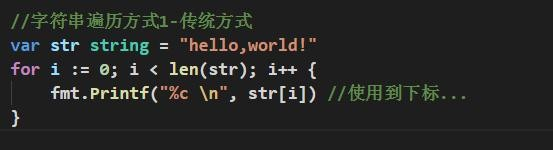 //字符串遍历方式1-传统方式
var str string = "hello,world!"
for i := 0; i < len(str); i++ {
    fmt.Printf("%c \n", str[i]) //使用到下标...
}